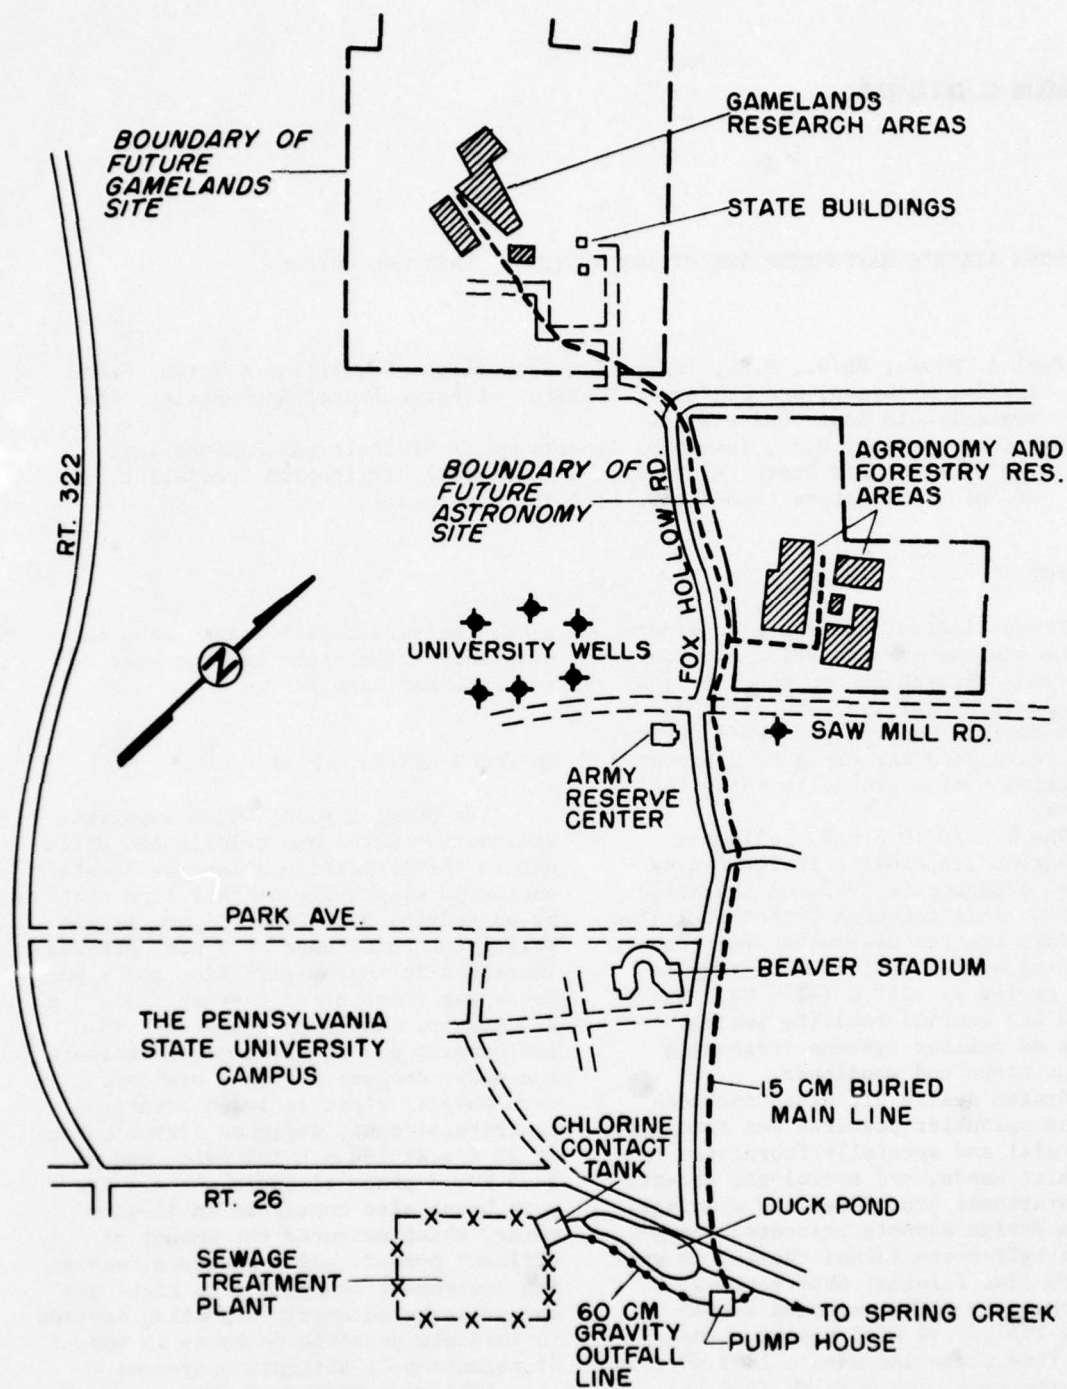 GAMELANDS
RESEARCH AREAS
BOUNDARY OF
FUTURE
GAMELANDS
SITE
STATE BUILDINGS
RT. 322
BOUNDARY OF
FUTURE
ASTRONOMY
SITE
FOX HOLLOW RD.
AGRONOMY AND
FORESTRY RES.
AREAS
UNIVERSITY WELLS
N
SAW MILL RD.
ARMY
RESERVE
CENTER
PARK AVE.
BEAVER STADIUM
THE PENNSYLVANIA
STATE UNIVERSITY
CAMPUS
15 CM BURIED
MAIN LINE
CHLORINE
CONTACT
TANK
RT. 26
DUCK POND
SEWAGE
TREATMENT
PLANT
60 CM
GRAVITY
OUTFALL
LINE
TO SPRING CREEK
PUMP HOUSE